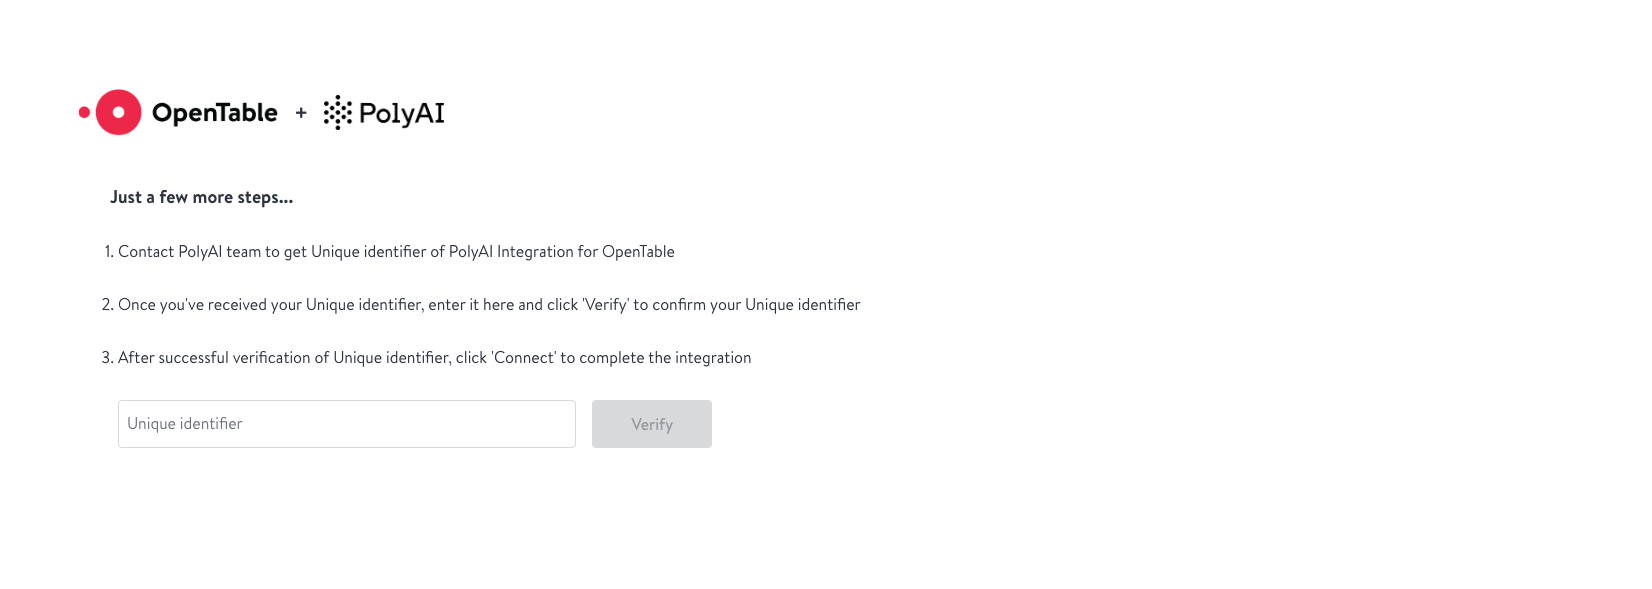 OpenTable + PolyAI
Just a few more steps...
1. Contact PolyAI team to get Unique identifier of PolyAI Integration for OpenTable
2. Once you've received your Unique identifier, enter it here and click 'Verify' to confirm your Unique identifier
3. After successful verification of Unique identifier, click 'Connect' to complete the integration
Unique identifier Verify